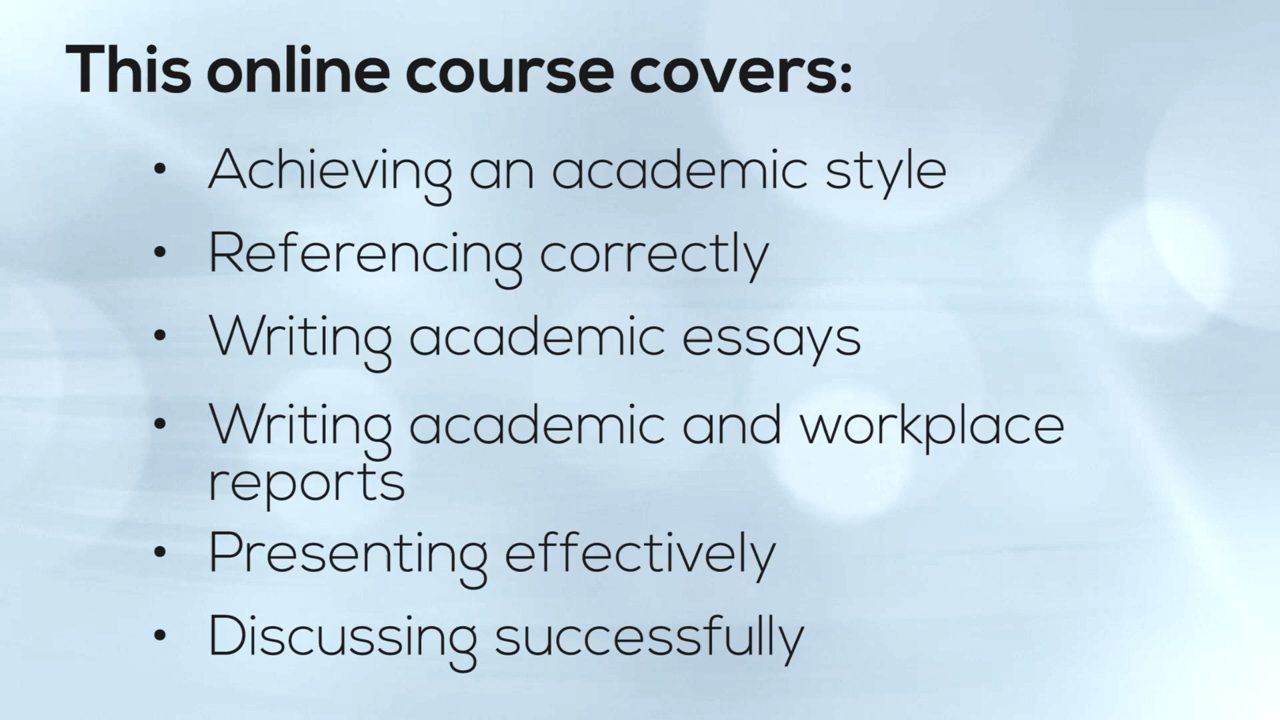 This online course covers:
• Achieving an academic style
• Referencing correctly
• Writing academic essays
• Writing academic and workplace
reports
• Presenting effectively
• Discussing successfully